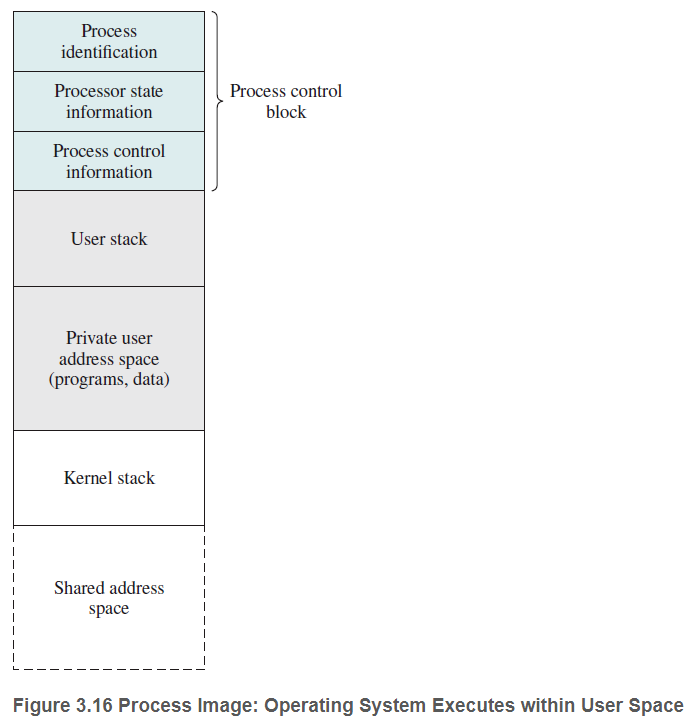 Process
identification
Processor state
information
Process control
block
Process control
information
User stack
Private user
address space
(programs, data)
Kernel stack
Shared address
space
Figure 3.16 Process Image: Operating System Executes within User Space